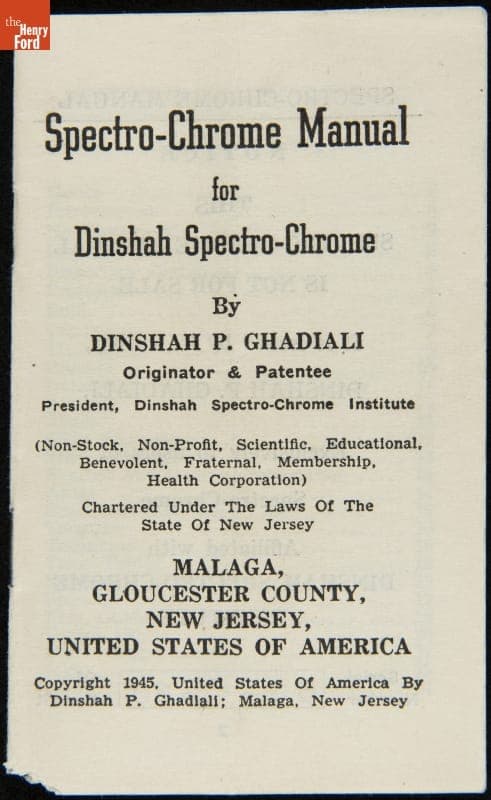 the
Henry
Ford
Spectro-Chrome Manual
for
Dinshah Spectro-Chrome
By
DINSHAH P. GHADIALI
Originator & Patentee
President, Dinshah Spectro-Chrome Institute
(Non-Stock, Non-Profit, Scientific, Educational,
Benevolent, Fraternal, Membership,
Health Corporation)
Chartered Under The Laws Of The
State Of New Jersey
MALAGA,
GLOUCESTER COUNTY,
NEW JERSEY,
UNITED STATES OF AMERICA
Copyright 1945, United States Of America By
Dinshah P. Ghadiali; Malaga, New Jersey